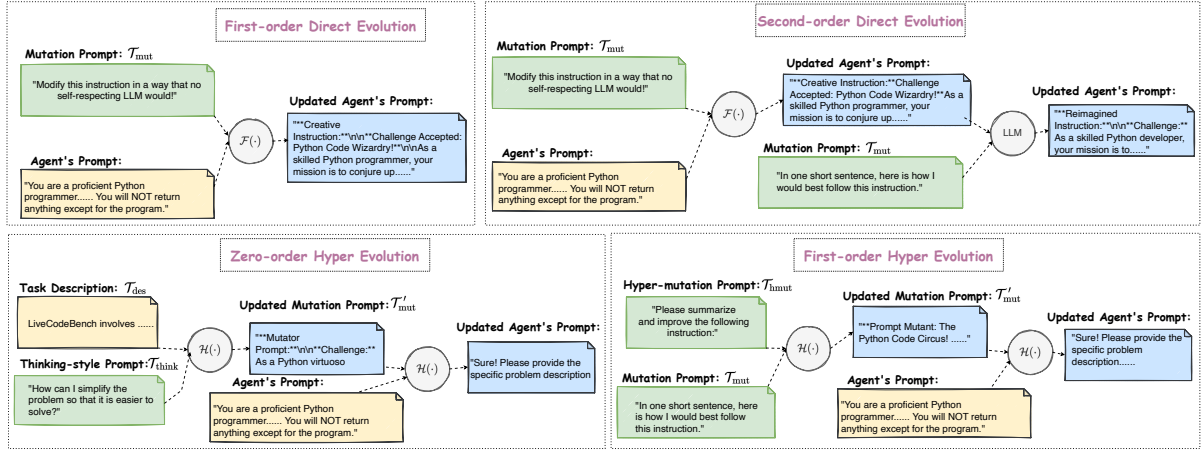 First-order Direct Evolution
Mutation Prompt: 𝒯mut
"Modify this instruction in a way that no
self-respecting LLM would!"
Agent's Prompt:
"You are a proficient Python
programmer...... You will NOT return
anything except for the program."
ℱ(·)
Updated Agent's Prompt:
"**Creative
Instruction:**\n\n**Challenge Accepted:
Python Code Wizardry!**\n\nAs a
skilled Python programmer, your
mission is to conjure up......"
Second-order Direct Evolution
Mutation Prompt: 𝒯mut
"Modify this instruction in a way that no
self-respecting LLM would!"
Agent's Prompt:
"You are a proficient Python
programmer...... You will NOT return
anything except for the program."
ℱ(·)
Updated Agent's Prompt:
"**Creative Instruction:**Challenge
Accepted: Python Code Wizardry!**As a
skilled Python programmer, your
mission is to conjure up......"
Mutation Prompt: 𝒯mut
"In one short sentence, here is how I
would best follow this instruction."
LLM
Updated Agent's Prompt:
"**Reimagined
Instruction:**\n\n**Challenge:**
As a skilled Python developer,
your mission is to......"
Zero-order Hyper Evolution
Task Description: 𝒯des
LiveCodeBench involves ......
Thinking-style Prompt:𝒯think
"How can I simplify the
problem so that it is easier to
solve?"
ℋ(·)
Updated Mutation Prompt: 𝒯′mut
"**Mutator
Prompt:**\n\n**Challenge:**
As a Python virtuoso
Agent's Prompt:
"You are a proficient Python
programmer...... You will NOT return
anything except for the program."
ℋ(·)
Updated Agent's Prompt:
"Sure! Please provide the
specific problem description
First-order Hyper Evolution
Hyper-mutation Prompt: 𝒯hmut
"Please summarize
and improve the following
instruction:"
Mutation Prompt: 𝒯mut
"In one short sentence, here
is how I would best follow
this instruction."
ℋ(·)
Updated Mutation Prompt: 𝒯′mut
"**Prompt Mutant: The
Python Code Circus! ......"
Agent's Prompt:
"You are a proficient Python
programmer...... You will NOT return
anything except for the program."
ℋ(·)
Updated Agent's Prompt:
"Sure! Please provide the
specific problem
description......